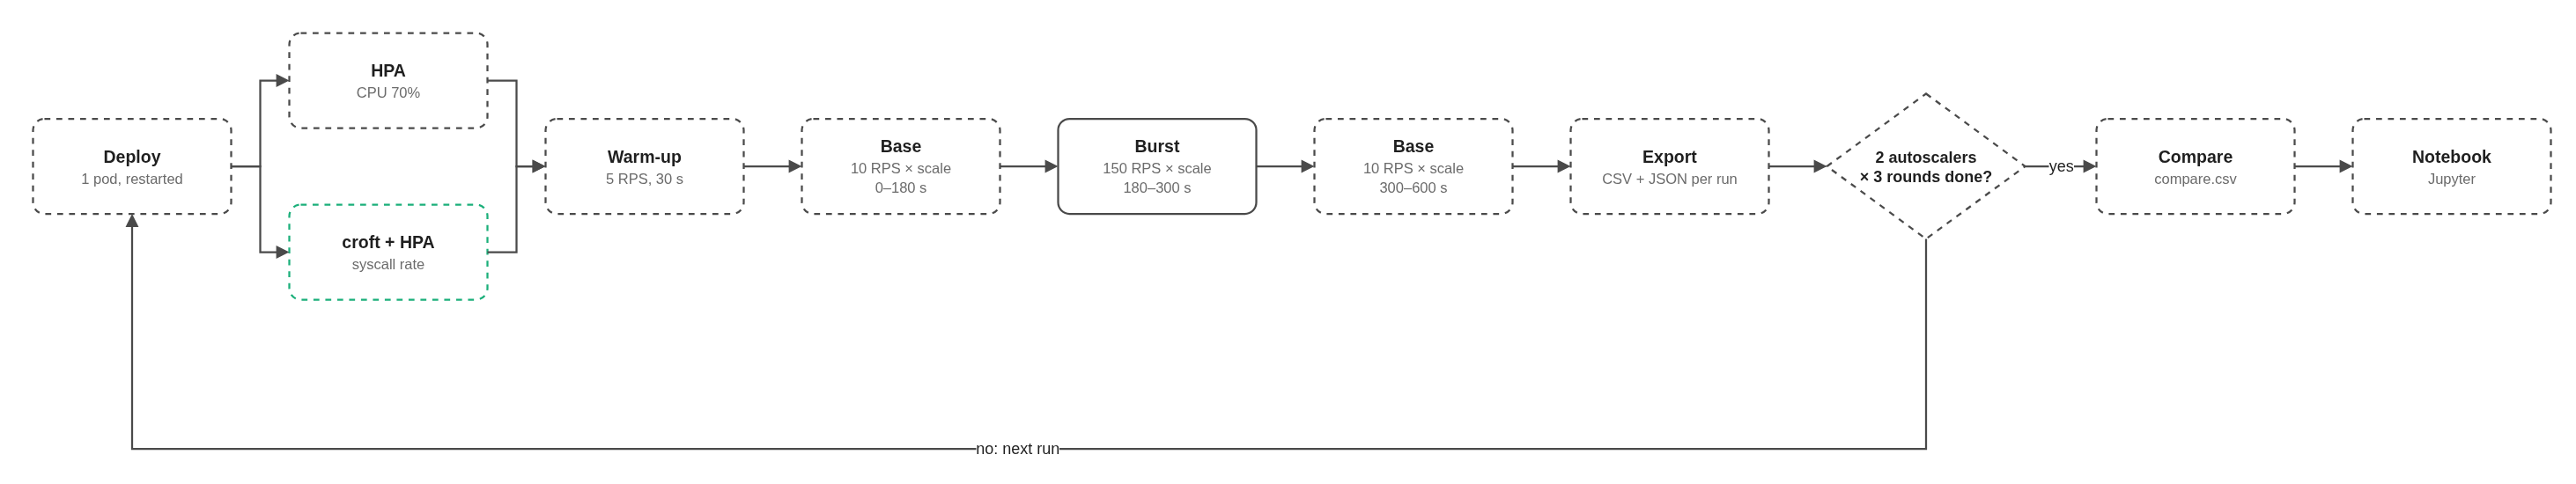 Deploy
1 pod, restarted
HPA
CPU 70%
croft + HPA
syscall rate
Warm-up
5 RPS, 30 s
Base
10 RPS × scale
0–180 s
Burst
150 RPS × scale
180–300 s
Base
10 RPS × scale
300–600 s
Export
CSV + JSON per run
2 autoscalers
× 3 rounds done?
yes
Compare
compare.csv
Notebook
Jupyter
no: next run